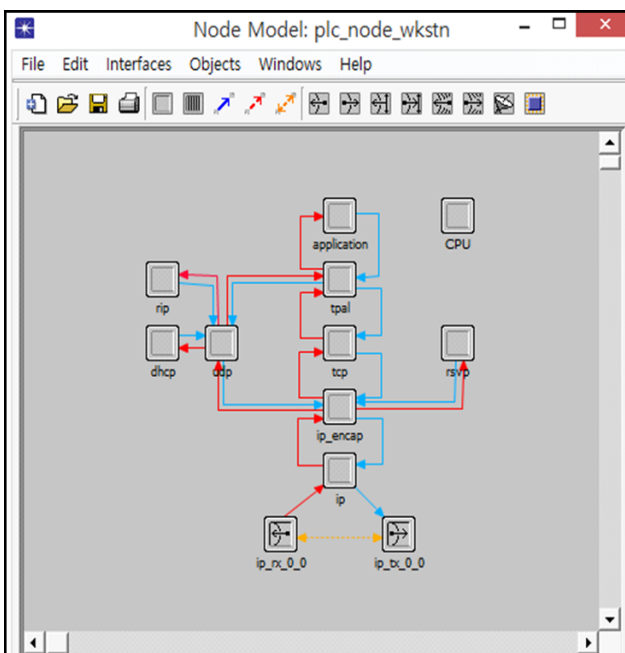 Node Model: plc_node_wkstn
File Edit Interfaces Objects Windows Help
application CPU
rip tpal
dhcp udp tcp rsvp
ip_encap
ip
ip_rx_0_0 ip_tx_0_0